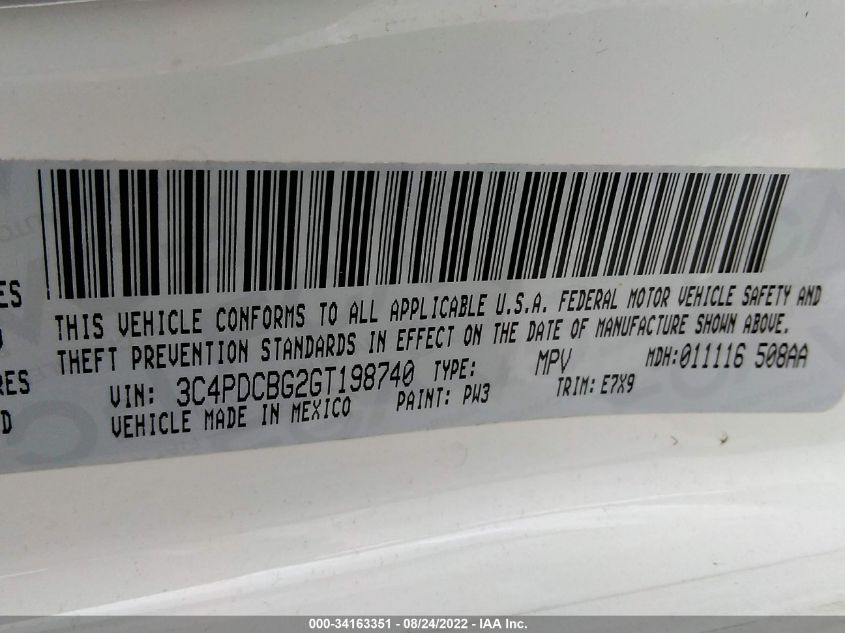 THIS VEHICLE CONFORMS TO ALL APPLICABLE U.S.A. FEDERAL MOTOR VEHICLE SAFETY AND
THEFT PREVENTION STANDARDS IN EFFECT ON THE DATE OF MANUFACTURE SHOWN ABOVE.
VIN: 3C4PDCBG2GT198740 TYPE: MPV MDH:011116 508AA
VEHICLE MADE IN MEXICO PAINT: PW3 TRIM: E7X9
ES
RES
D
000-34163351 - 08/24/2022 - IAA Inc.